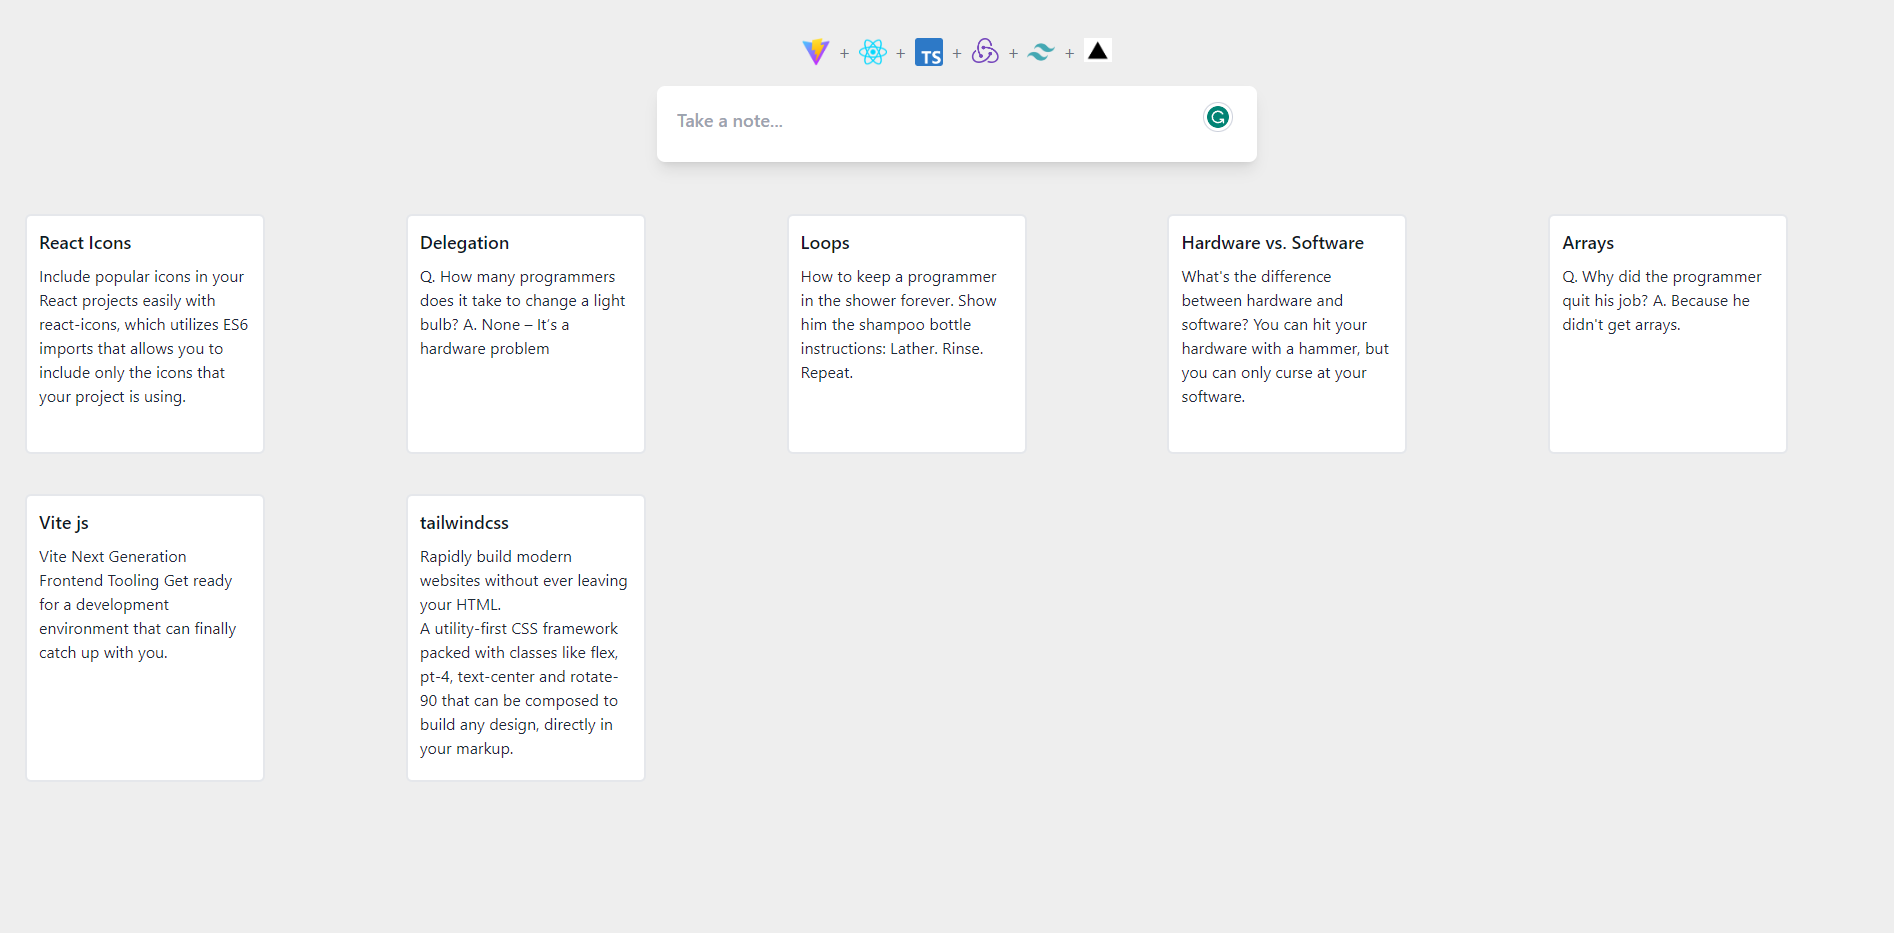 + + TS + + +
Take a note...
React Icons
Include popular icons in your
React projects easily with
react-icons, which utilizes ES6
imports that allows you to
include only the icons that
your project is using.
Delegation
Q. How many programmers
does it take to change a light
bulb? A. None – It's a
hardware problem
Loops
How to keep a programmer
in the shower forever. Show
him the shampoo bottle
instructions: Lather. Rinse.
Repeat.
Hardware vs. Software
What's the difference
between hardware and
software? You can hit your
hardware with a hammer, but
you can only curse at your
software.
Arrays
Q. Why did the programmer
quit his job? A. Because he
didn't get arrays.
Vite js
Vite Next Generation
Frontend Tooling Get ready
for a development
environment that can finally
catch up with you.
tailwindcss
Rapidly build modern
websites without ever leaving
your HTML.
A utility-first CSS framework
packed with classes like flex,
pt-4, text-center and rotate-
90 that can be composed to
build any design, directly in
your markup.